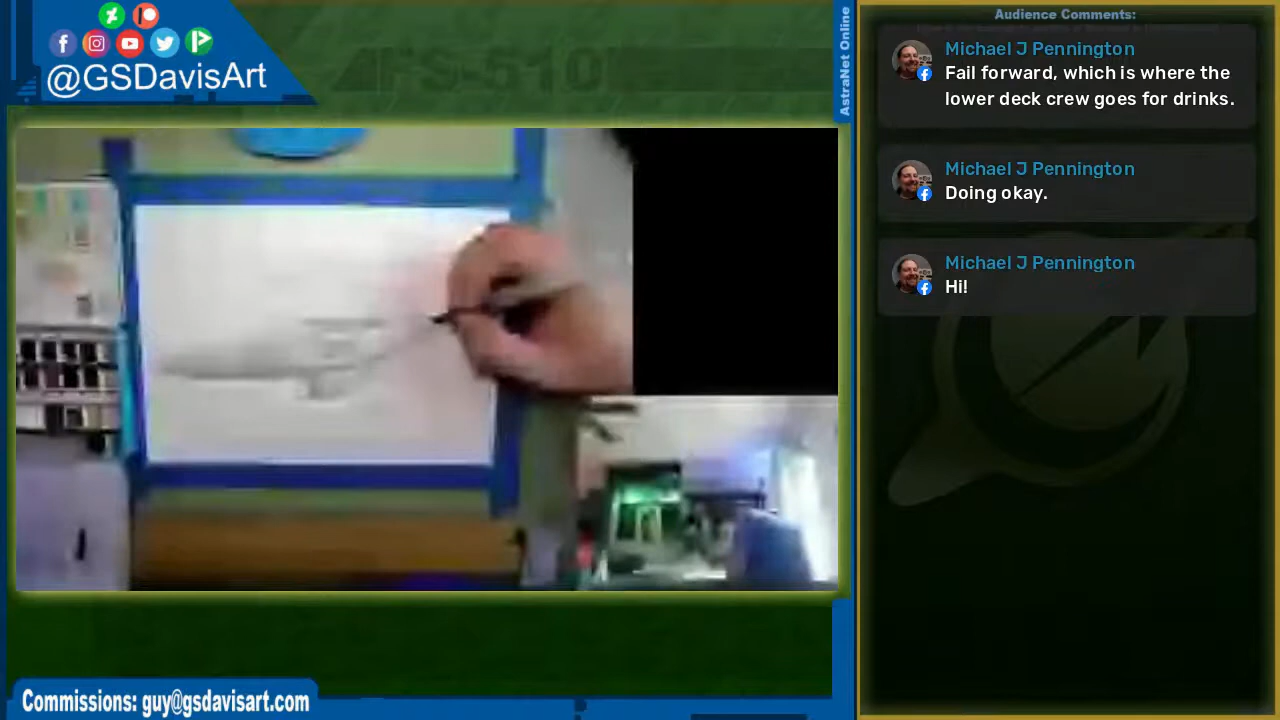 @GSDavisArt
AstraNet Online
Audience Comments:
Michael J Pennington
Fail forward, which is where the
lower deck crew goes for drinks.
Michael J Pennington
Doing okay.
Michael J Pennington
Hi!
Commissions: guy@gsdavisart.com